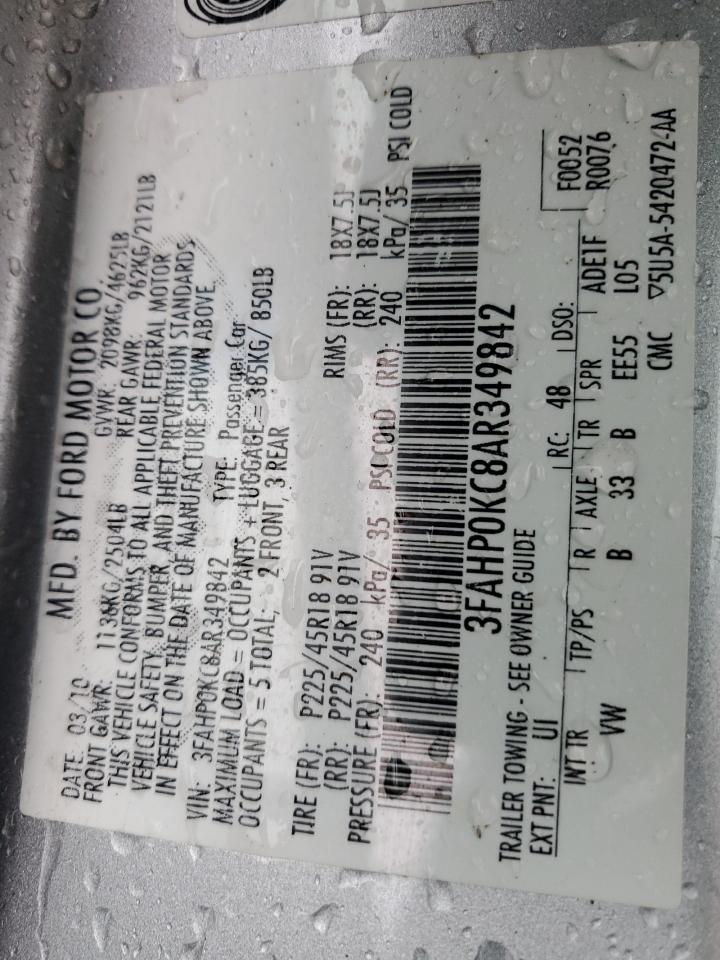 MFD. BY FORD MOTOR CO.
DATE: 03/10 GVWR: 2098KG/4625LB
FRONT GAWR: 1136KG/2504LB REAR GAWR: 962KG/2121LB
THIS VEHICLE CONFORMS TO ALL APPLICABLE FEDERAL MOTOR
VEHICLE SAFETY, BUMPER, AND THEFT PREVENTION STANDARDS
IN EFFECT ON THE DATE OF MANUFACTURE SHOWN ABOVE.
VIN: 3FAHP0KC8AR349842 TYPE: Passenger Car
MAXIMUM LOAD = OCCUPANTS + LUGGAGE = 385KG/ 850LB
OCCUPANTS = 5 TOTAL, 2 FRONT, 3 REAR
TIRE (FR): P225/45R18 91V RIMS (FR): 18X7.5J
(RR): P225/45R18 91V (RR): 18X7.5J
PRESSURE (FR): 240 kPa/ 35 PSI COLD (RR): 240 kPa/ 35 PSI COLD
3FAHP0KC8AR349842
TRAILER TOWING - SEE OWNER GUIDE F0052
EXT PNT: UI RC: 48 DSO: R0076
INT TR TP/PS R AXLE TR SPR ADE1F
VW B 33 B EE55 L05
CMC ▽5U5A-5420472-AA